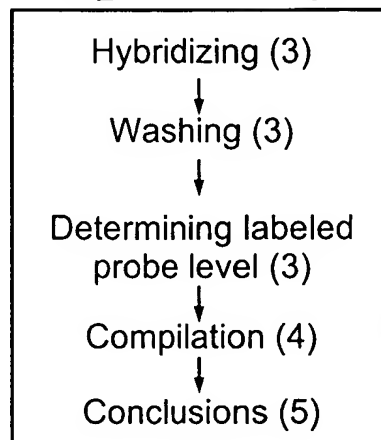 Hybridizing (3)
Washing (3)
Determining labeled
probe level (3)
Compilation (4)
Conclusions (5)